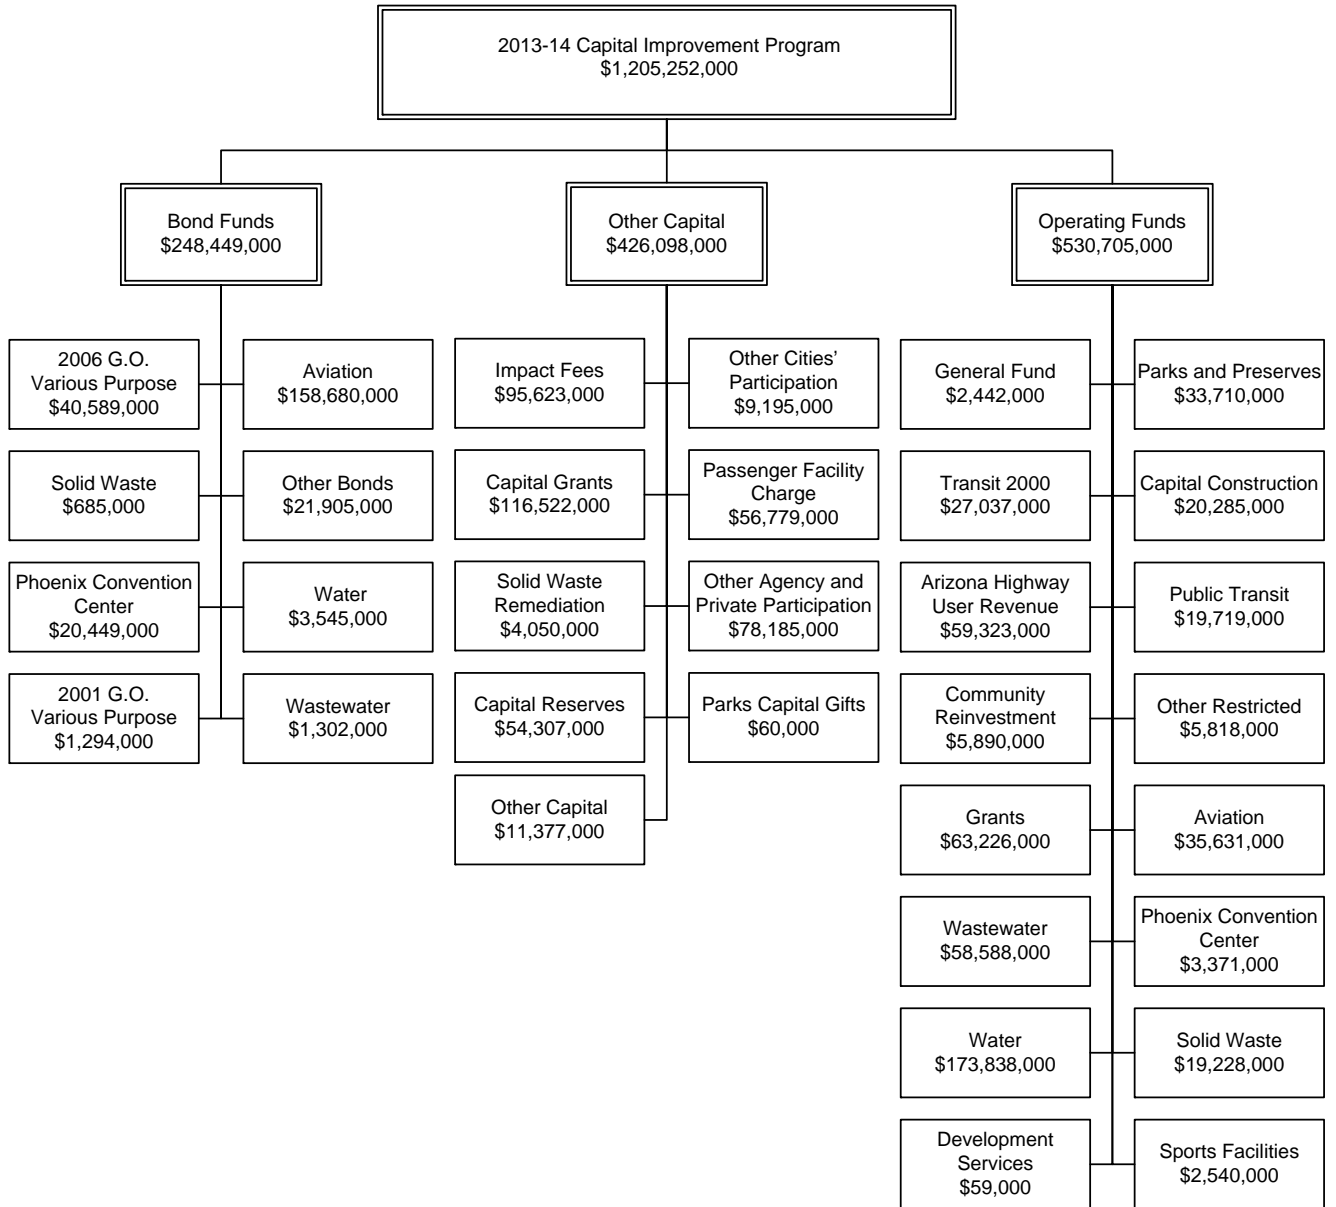 2013-14 Capital Improvement Program
$1,205,252,000
Bond Funds
$248,449,000
Other Capital
$426,098,000
Operating Funds
$530,705,000
2006 G.O.
Various Purpose
$40,589,000
Aviation
$158,680,000
Solid Waste
$685,000
Other Bonds
$21,905,000
Phoenix Convention
Center
$20,449,000
Water
$3,545,000
2001 G.O.
Various Purpose
$1,294,000
Wastewater
$1,302,000
Impact Fees
$95,623,000
Other Cities'
Participation
$9,195,000
Capital Grants
$116,522,000
Passenger Facility
Charge
$56,779,000
Solid Waste
Remediation
$4,050,000
Other Agency and
Private Participation
$78,185,000
Capital Reserves
$54,307,000
Parks Capital Gifts
$60,000
Other Capital
$11,377,000
General Fund
$2,442,000
Parks and Preserves
$33,710,000
Transit 2000
$27,037,000
Capital Construction
$20,285,000
Arizona Highway
User Revenue
$59,323,000
Public Transit
$19,719,000
Community
Reinvestment
$5,890,000
Other Restricted
$5,818,000
Grants
$63,226,000
Aviation
$35,631,000
Wastewater
$58,588,000
Phoenix Convention
Center
$3,371,000
Water
$173,838,000
Solid Waste
$19,228,000
Development
Services
$59,000
Sports Facilities
$2,540,000